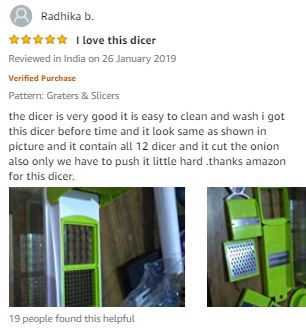 Radhika b.
I love this dicer
Reviewed in India on 26 January 2019
Verified Purchase
Pattern: Graters & Slicers
the dicer is very good it is easy to clean and wash i got
this dicer before time and it look same as shown in
picture and it contain all 12 dicer and it cut the onion
also only we have to push it little hard .thanks amazon
for this dicer.
19 people found this helpful